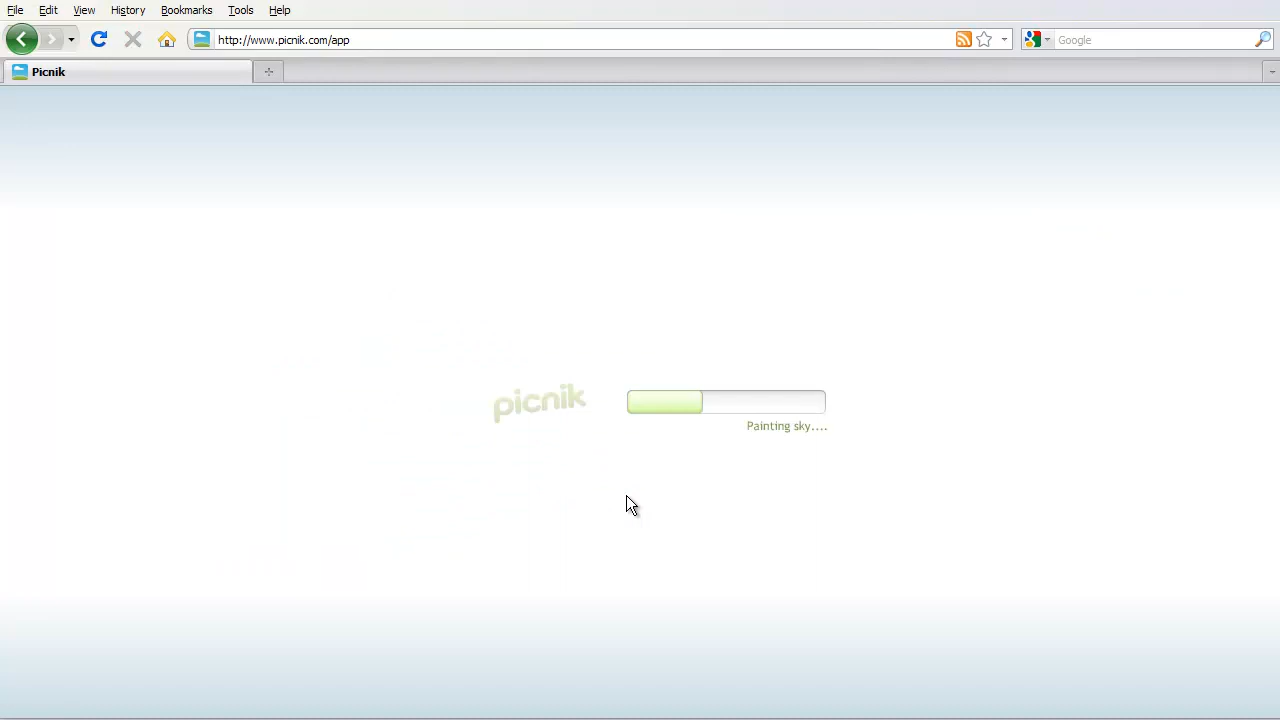 File Edit View History Bookmarks Tools Help
http://www.picnik.com/app
Google
Picnik
picnik
Painting sky....